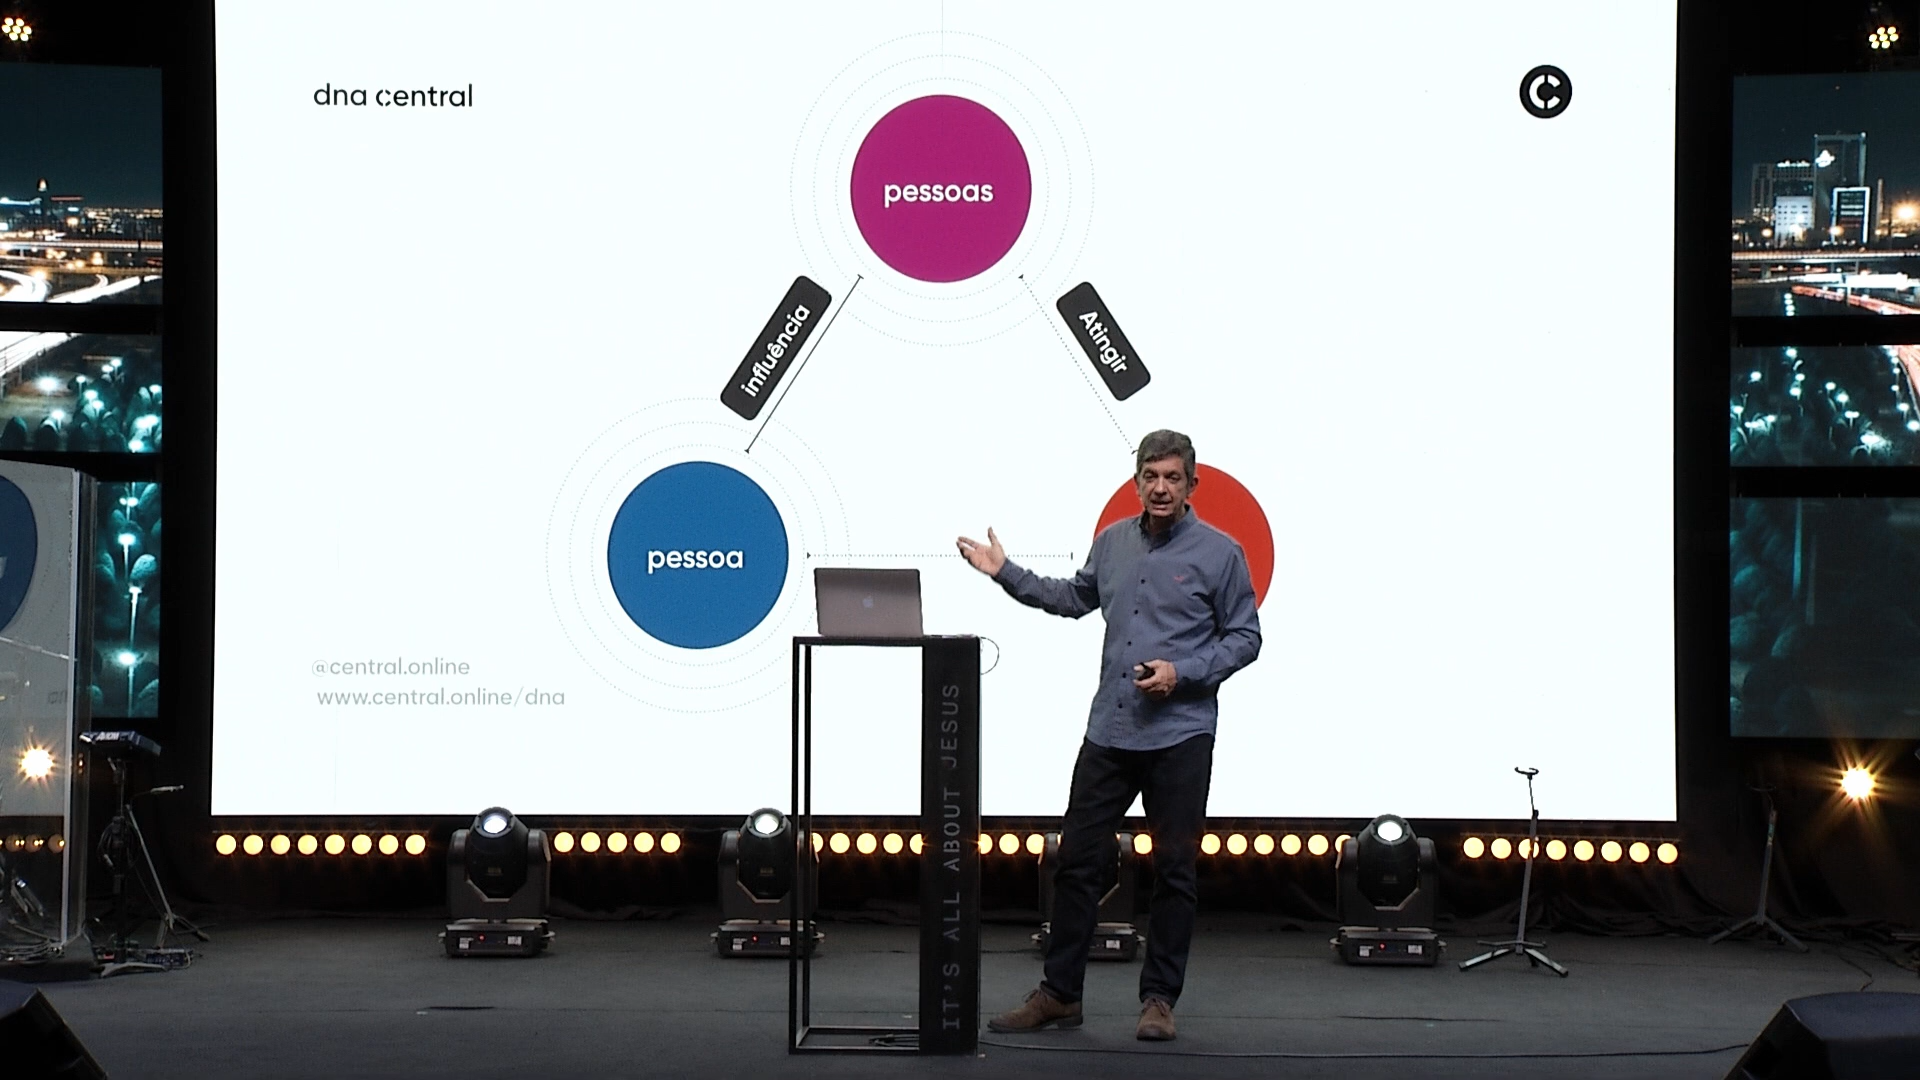 dna central
pessoas
influência
Atingir
pessoa
@central.online
www.central.online/dna
IT'S ALL ABOUT JESUS